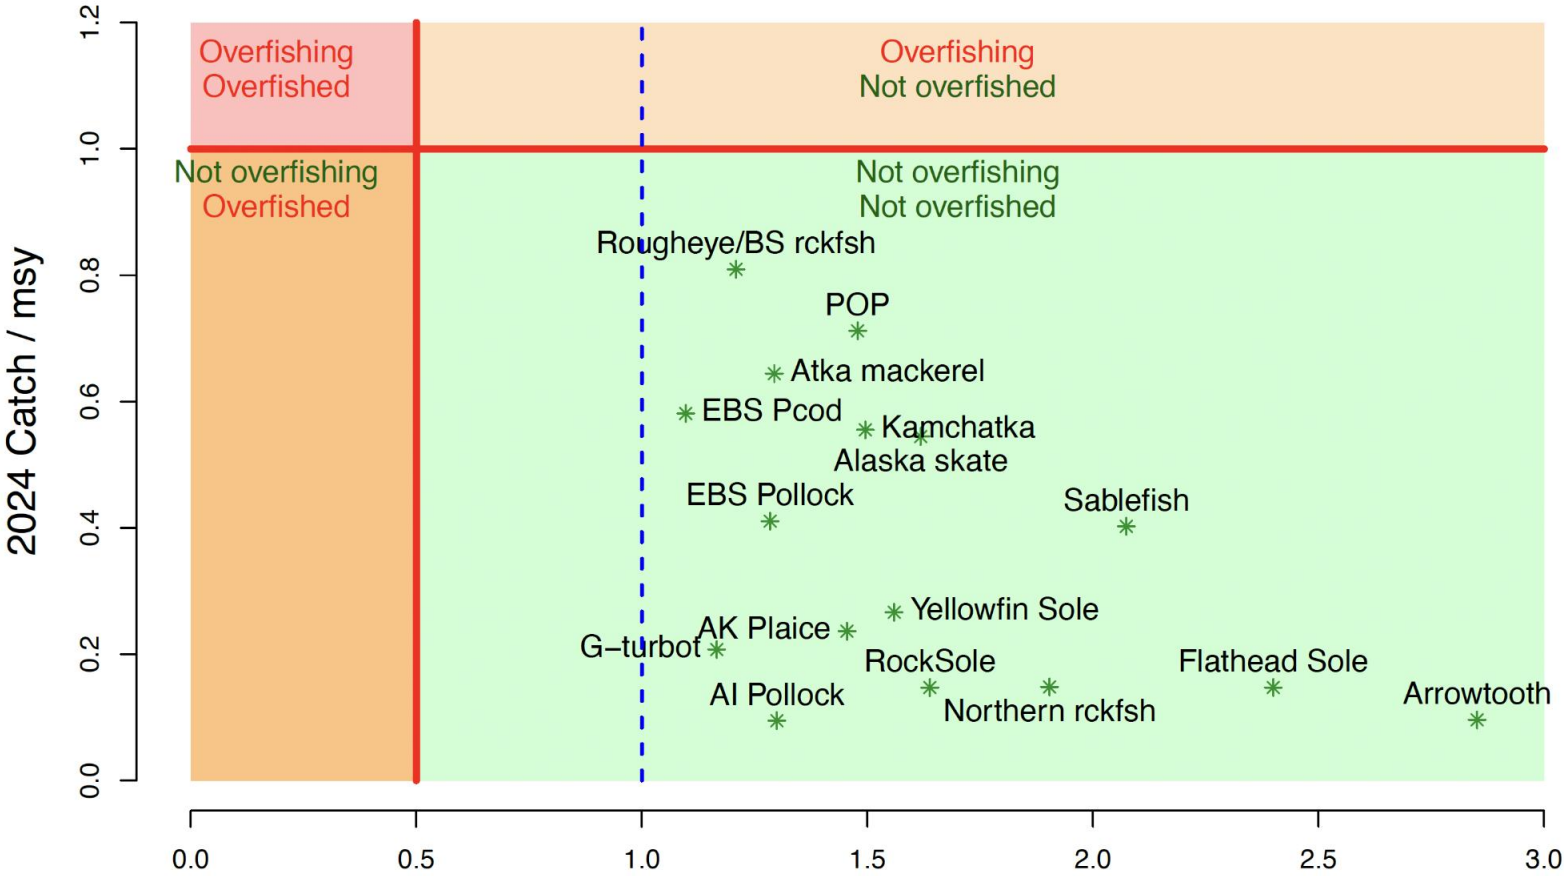 1.2
Overfishing
Overfished
Overfishing
Not overfished
1.0
Not overfishing
Overfished
Not overfishing
Not overfished
2024 Catch / msy
0.8
Rougheye/BS rckfsh
POP
Atka mackerel
0.6
EBS Pcod
Kamchatka
Alaska skate
EBS Pollock
Sablefish
0.4
Yellowfin Sole
AK Plaice
G−turbot
0.2
RockSole
Flathead Sole
AI Pollock
Northern rckfsh
Arrowtooth
0.0
0.0 0.5 1.0 1.5 2.0 2.5 3.0